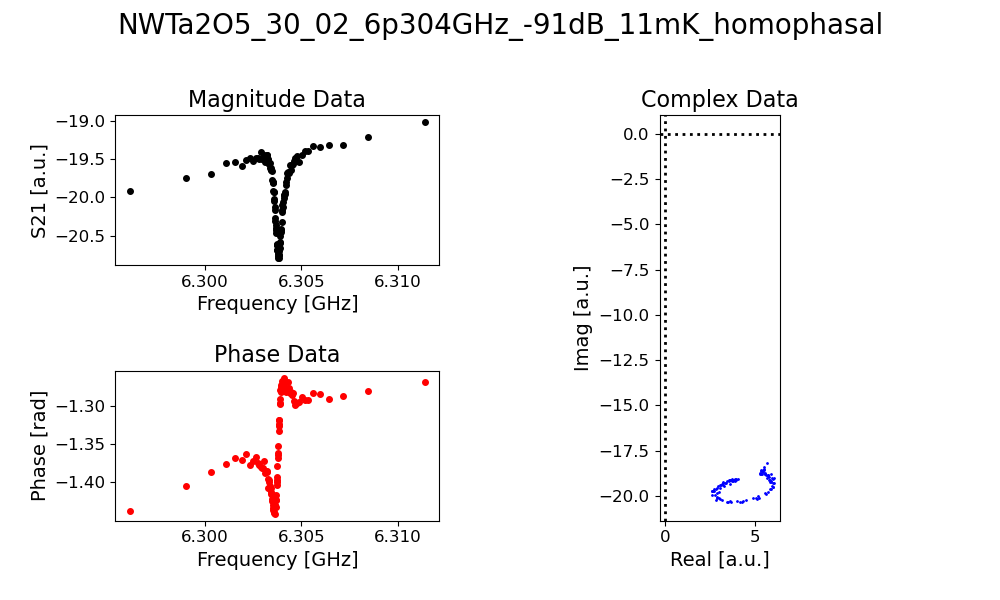 NWTa2O5_30_02_6p304GHz_-91dB_11mK_homophasal
Magnitude Data
S21 [a.u.]
−19.0
−19.5
−20.0
−20.5
6.300
6.305
6.310
Frequency [GHz]
Phase Data
Phase [rad]
−1.30
−1.35
−1.40
6.300
6.305
6.310
Frequency [GHz]
Complex Data
Imag [a.u.]
0.0
−2.5
−5.0
−7.5
−10.0
−12.5
−15.0
−17.5
−20.0
0
5
Real [a.u.]